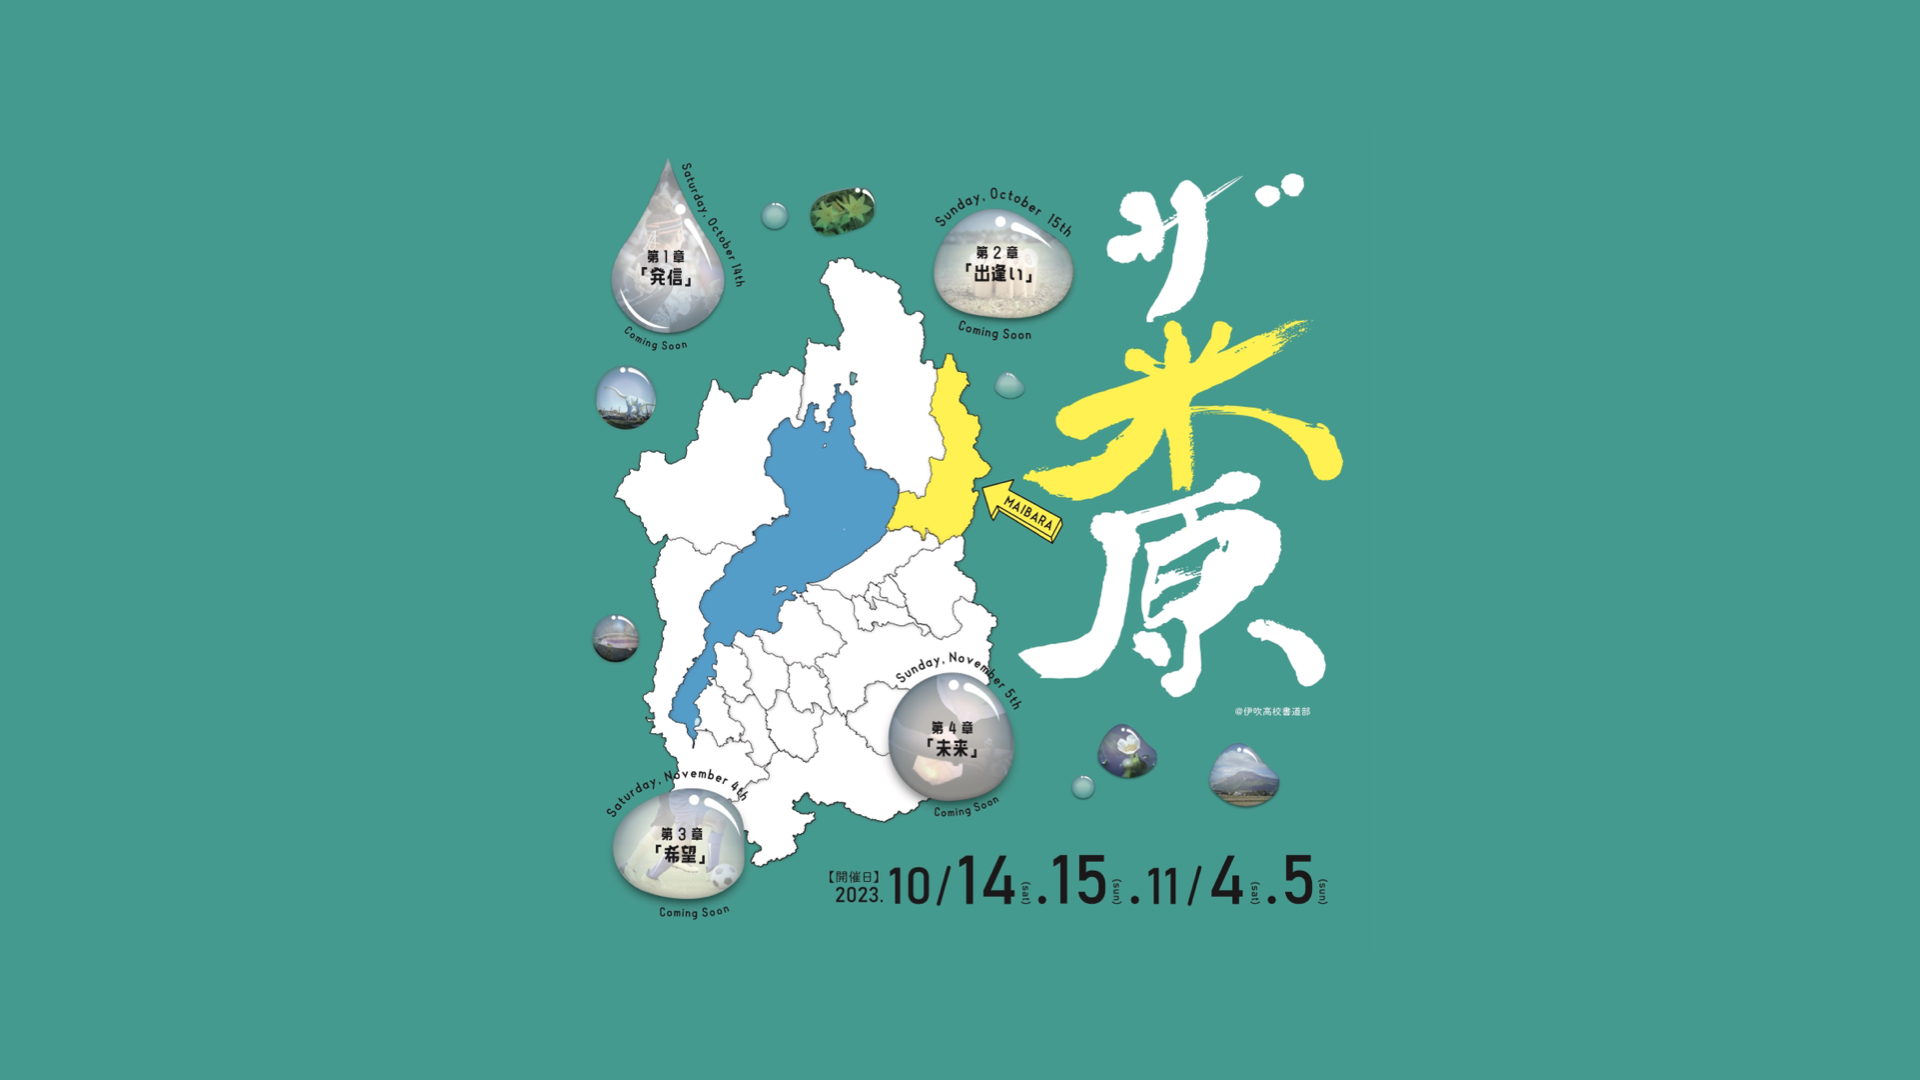 Saturday, October 14th
第1章
「発信」
Coming Soon
Sunday, October 15th
第2章
「出逢い」
Coming Soon
ザ
米
原
MAIBARA
@伊吹高校書道部
Sunday, November 5th
第4章
「未来」
Coming Soon
Saturday, November 4th
第3章
「希望」
Coming Soon
【開催日】
2023. 10/14(sat).15(sun).11/4(sat).5(sun)